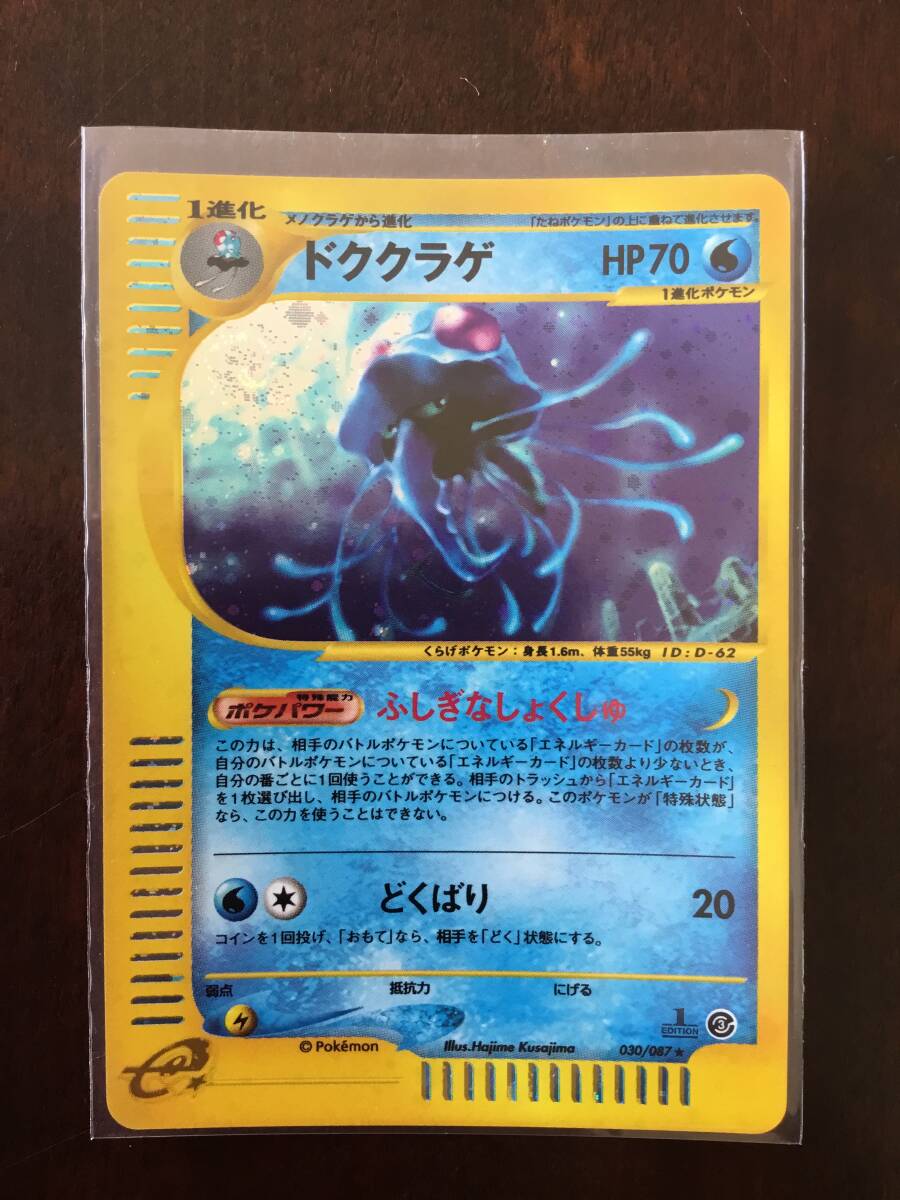 1進化
メノクラゲから進化
「たねポケモン」の上に重ねて進化させます。
ドククラゲ
HP70
1進化ポケモン
くらげポケモン：身長1.6m、体重55kg ID：D-62
特殊能力
ポケパワー
ふしぎなしょくしゅ
この力は、相手のバトルポケモンについている「エネルギーカード」の枚数が、
自分のバトルポケモンについている「エネルギーカード」の枚数より少ないとき、
自分の番ごとに1回使うことができる。相手のトラッシュから「エネルギーカード」
を1枚選び出し、相手のバトルポケモンにつける。このポケモンが「特殊状態」
なら、この力を使うことはできない。
どくばり
20
コインを1回投げ、「おもて」なら、相手を「どく」状態にする。
弱点
抵抗力
にげる
1
EDITION
3
©Pokémon
Illus.Hajime Kusajima
030/087★
e